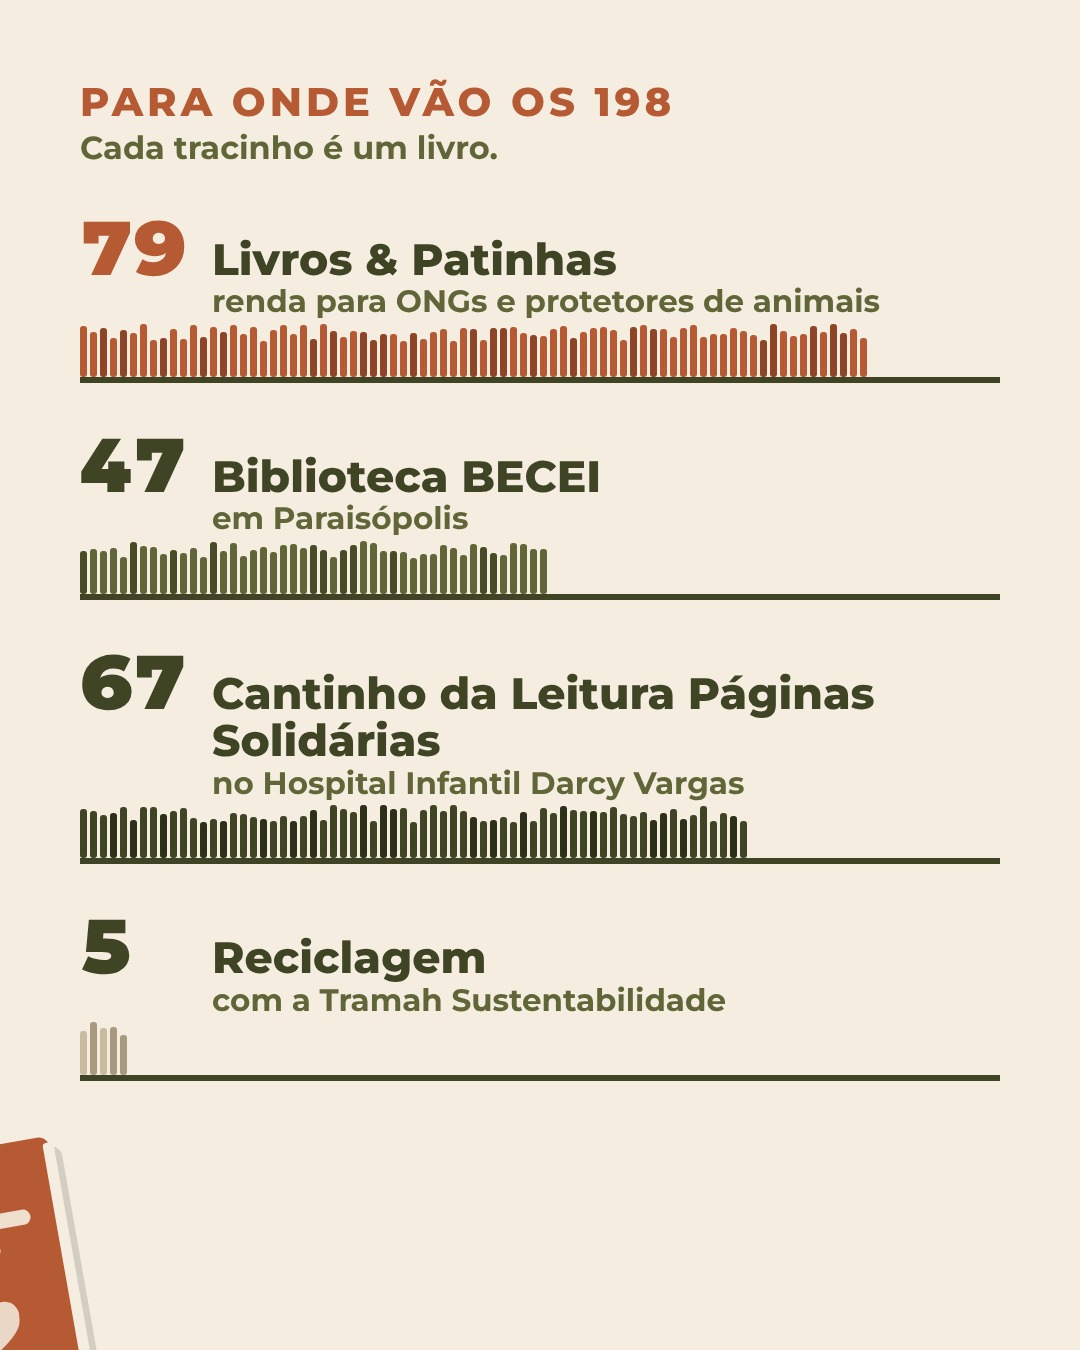 PARA ONDE VÃO OS 198
Cada tracinho é um livro.
79 Livros & Patinhas
renda para ONGs e protetores de animais
47 Biblioteca BECEI
em Paraisópolis
67 Cantinho da Leitura Páginas
Solidárias
no Hospital Infantil Darcy Vargas
5 Reciclagem
com a Tramah Sustentabilidade